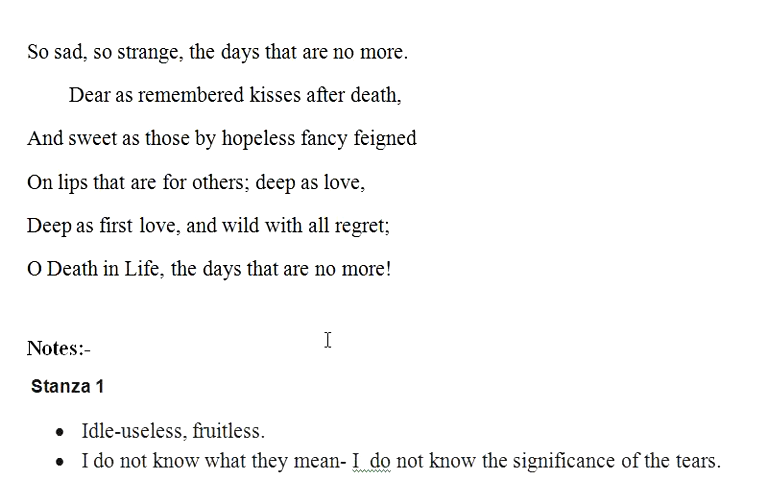 So sad, so strange, the days that are no more.
Dear as remembered kisses after death,
And sweet as those by hopeless fancy feigned
On lips that are for others; deep as love,
Deep as first love, and wild with all regret;
O Death in Life, the days that are no more!
Notes:-
Stanza 1
• Idle-useless, fruitless.
• I do not know what they mean- I  do not know the significance of the tears.